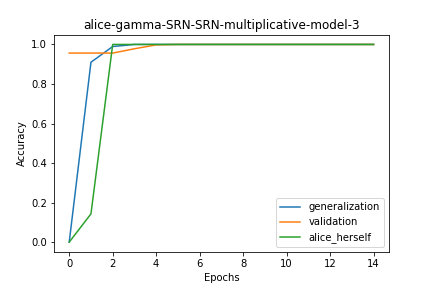 alice-gamma-SRN-SRN-multiplicative-model-3
1.0
0.8
0.6
0.4
0.2
0.0
Accuracy
0 2 4 6 8 10 12 14
Epochs
generalization
validation
alice_herself